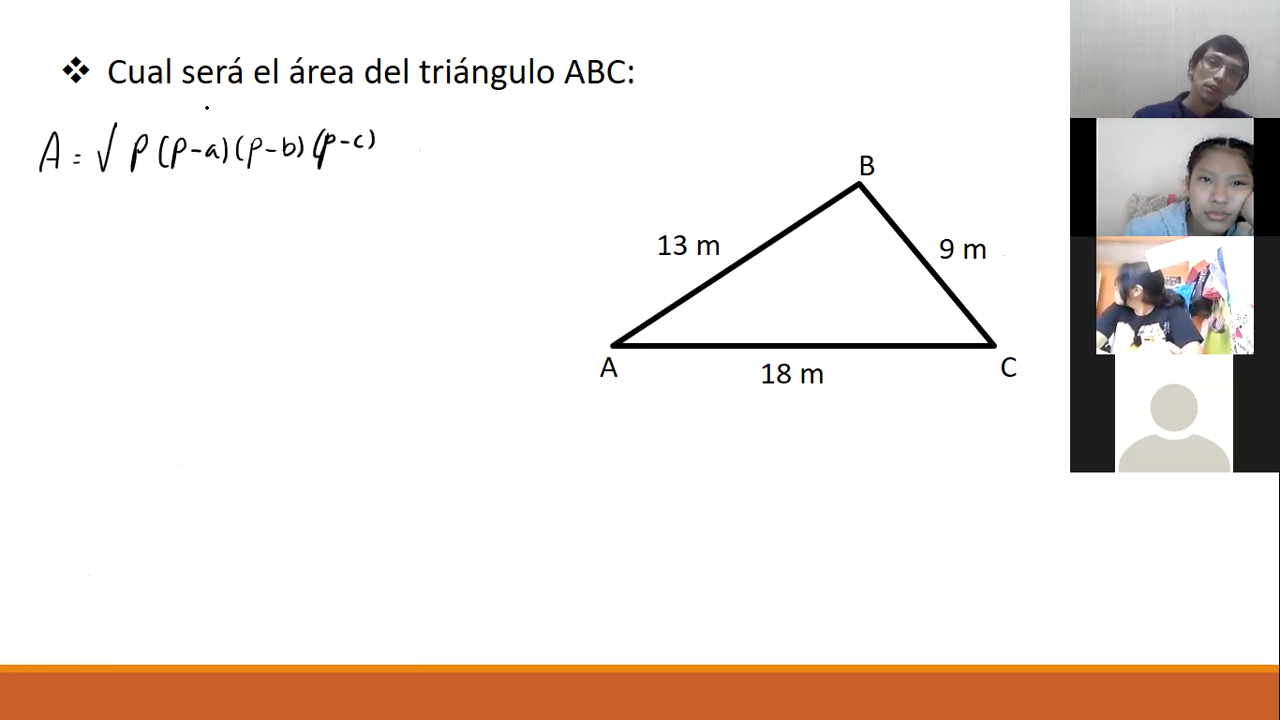 ❖ Cual será el área del triángulo ABC:
A = √ p (p-a) (p-b) (p-c)
B
13 m
9 m
A
18 m
C